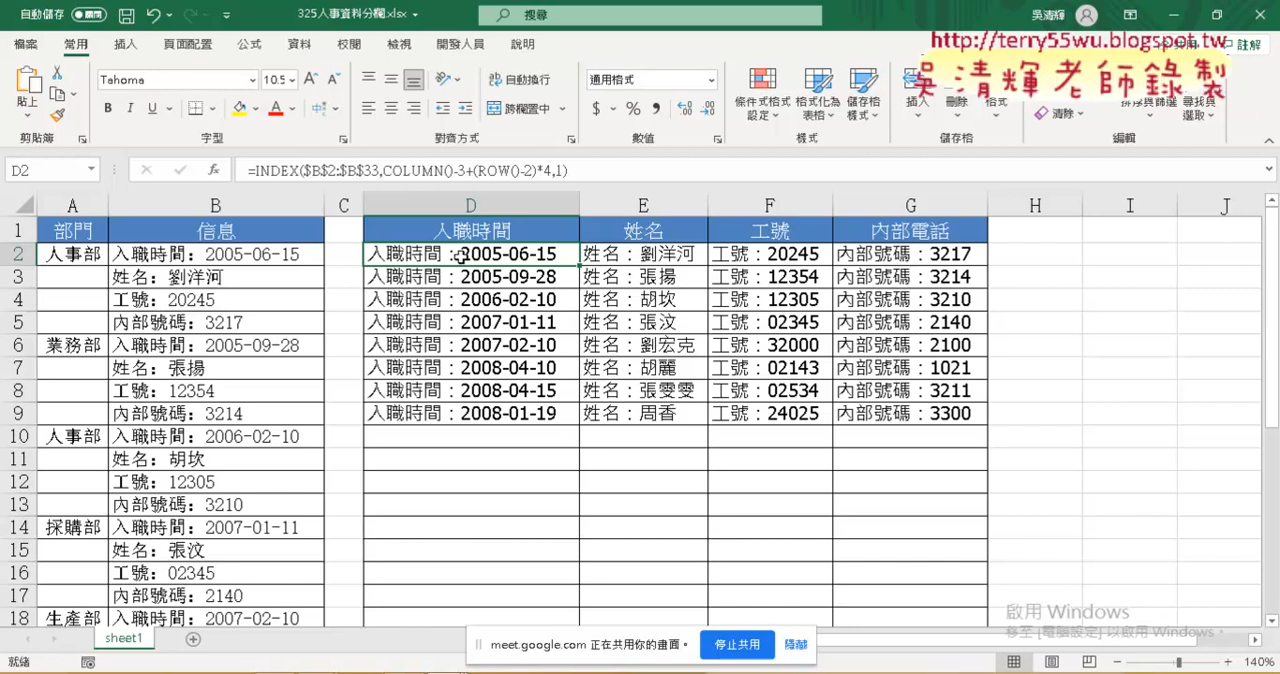 自動儲存
325人事資料分欄.xlsx
搜尋
吳清輝
檔案 常用 插入 頁面配置 公式 資料 校閱 檢視 開發人員 說明
註解
http://terry55wu.blogspot.tw
吳清輝老師錄製
貼上
Tahoma 10.5
自動換行
跨欄置中
通用格式
$ %
條件式格式設定 格式化為表格 儲存格樣式
插入 刪除 格式
清除
排序與篩選 尋找與選取
剪貼簿 字型 對齊方式 數值 樣式 儲存格 編輯
D2 fx =INDEX($B$2:$B$33,COLUMN()-3+(ROW()-2)*4,1)
A B C D E F G H I J
1 部門 信息 入職時間 姓名 工號 內部電話
2 人事部 入職時間：2005-06-15 入職時間：2005-06-15 姓名：劉洋河 工號：20245 內部號碼：3217
3 姓名：劉洋河 入職時間：2005-09-28 姓名：張揚 工號：12354 內部號碼：3214
4 工號：20245 入職時間：2006-02-10 姓名：胡坎 工號：12305 內部號碼：3210
5 內部號碼：3217 入職時間：2007-01-11 姓名：張汶 工號：02345 內部號碼：2140
6 業務部 入職時間：2005-09-28 入職時間：2007-02-10 姓名：劉宏克 工號：32000 內部號碼：2100
7 姓名：張揚 入職時間：2008-04-10 姓名：胡麗 工號：02143 內部號碼：1021
8 工號：12354 入職時間：2008-04-15 姓名：張雯雯 工號：02534 內部號碼：3211
9 內部號碼：3214 入職時間：2008-01-19 姓名：周香 工號：24025 內部號碼：3300
10 人事部 入職時間：2006-02-10
11 姓名：胡坎
12 工號：12305
13 內部號碼：3210
14 採購部 入職時間：2007-01-11
15 姓名：張汶
16 工號：02345
17 內部號碼：2140
18 生產部 入職時間：2007-02-10
啟用 Windows
移至 [電腦設定] 以啟用 Windows。
sheet1
meet.google.com 正在共用你的畫面。 停止共用 隱藏
就緒
140%